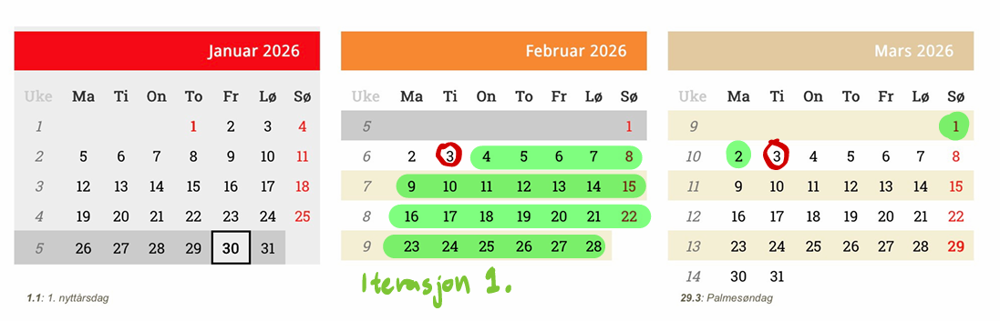 Januar 2026
Uke Ma Ti On To Fr Lø Sø
1 1 2 3 4
2 5 6 7 8 9 10 11
3 12 13 14 15 16 17 18
4 19 20 21 22 23 24 25
5 26 27 28 29 30 31
1.1: 1. nyttårsdag
Februar 2026
Uke Ma Ti On To Fr Lø Sø
5 1
6 2 3 4 5 6 7 8
7 9 10 11 12 13 14 15
8 16 17 18 19 20 21 22
9 23 24 25 26 27 28
Iterasjon 1.
Mars 2026
Uke Ma Ti On To Fr Lø Sø
9 1
10 2 3 4 5 6 7 8
11 9 10 11 12 13 14 15
12 16 17 18 19 20 21 22
13 23 24 25 26 27 28 29
14 30 31
29.3: Palmesøndag